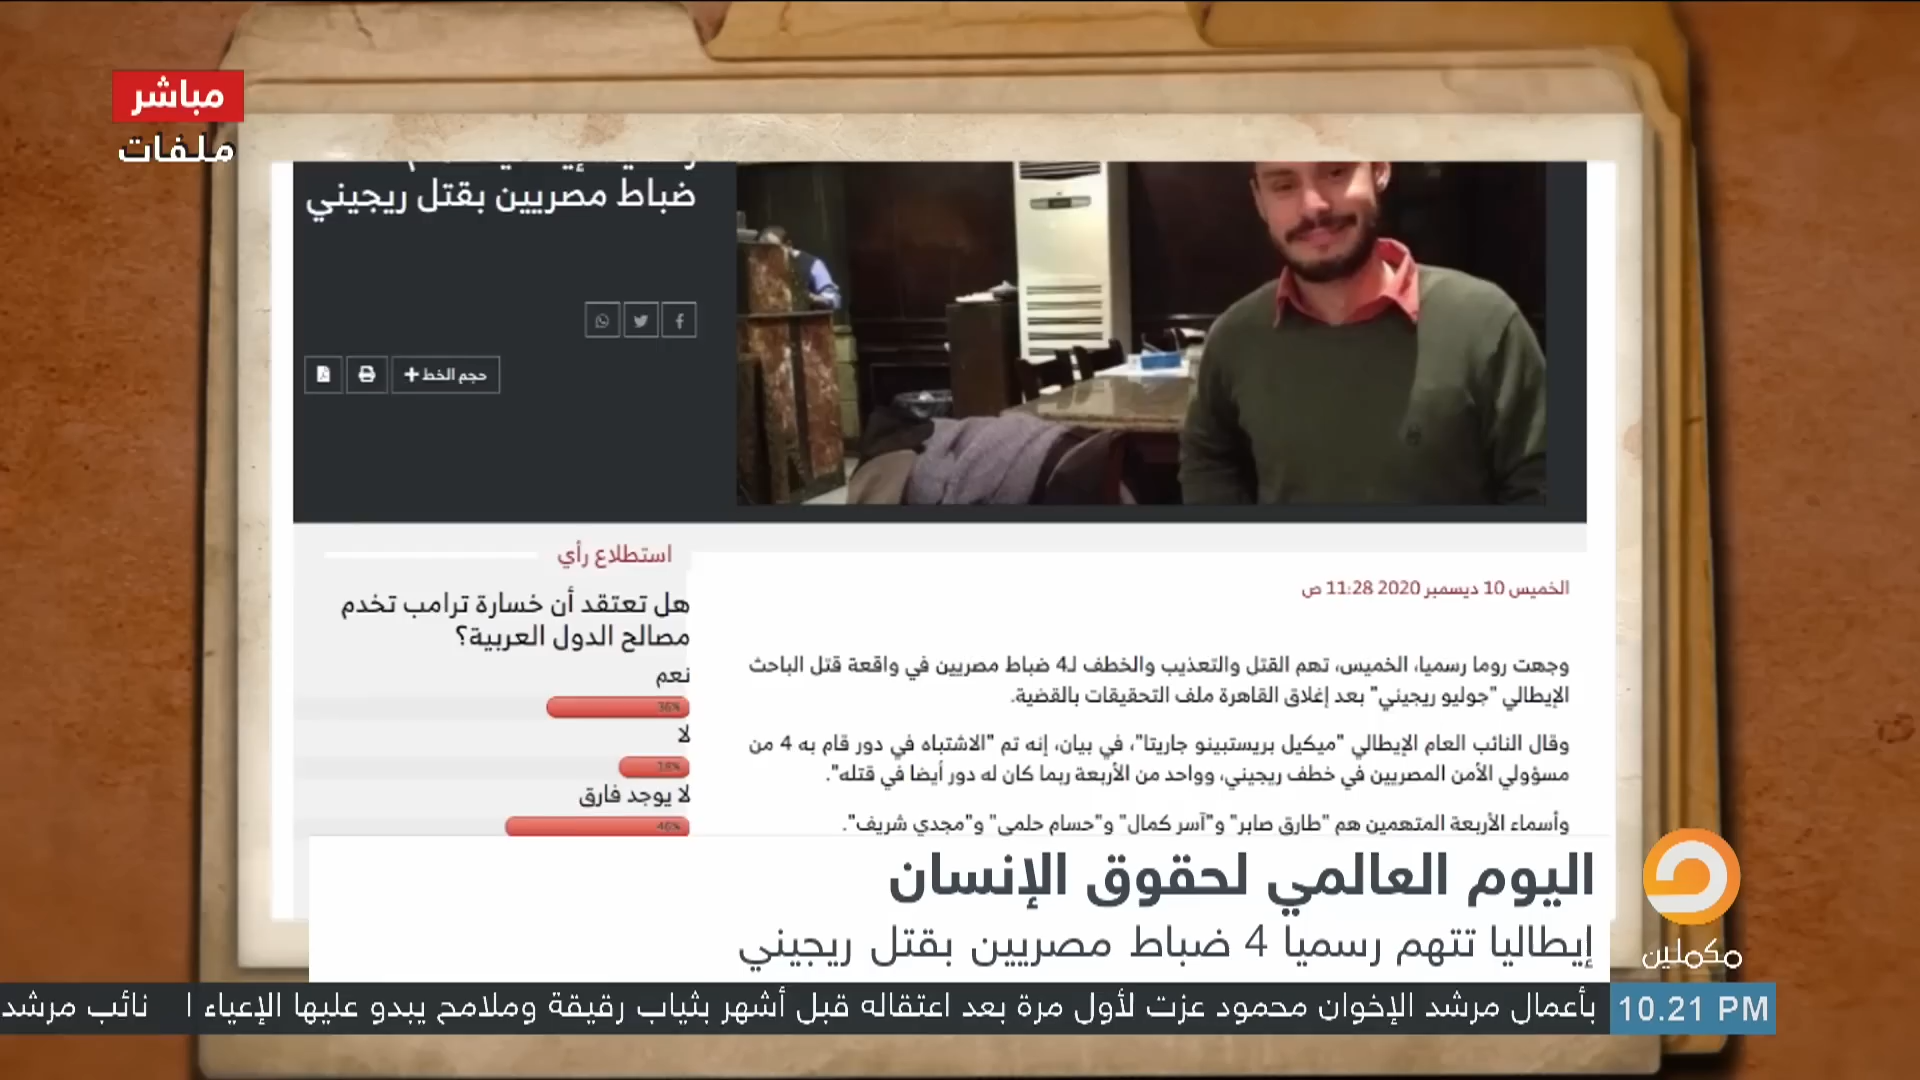 مباشر
ملفات
ضباط مصريين بقتل ريجيني
حجم الخط +
استطلاع رأي
هل تعتقد أن خسارة ترامب تخدم
مصالح الدول العربية؟
نعم
36%
لا
18%
لا يوجد فارق
46%
الخميس 10 ديسمبر 2020 11:28 ص
وجهت روما رسميا، الخميس، تهم القتل والتعذيب والخطف لـ4 ضباط مصريين في واقعة قتل الباحث
الإيطالي "جوليو ريجيني" بعد إغلاق القاهرة ملف التحقيقات بالقضية.
وقال النائب العام الإيطالي "ميكيل بريستبينو جاريتا"، في بيان، إنه تم "الاشتباه في دور قام به 4 من
مسؤولي الأمن المصريين في خطف ريجيني، وواحد من الأربعة ربما كان له دور أيضا في قتله".
وأسماء الأربعة المتهمين هم "طارق صابر" و"آسر كمال" و"حسام حلمي" و"مجدي شريف".
اليوم العالمي لحقوق الإنسان
إيطاليا تتهم رسميا 4 ضباط مصريين بقتل ريجيني
مكملين
بأعمال مرشد الإخوان محمود عزت لأول مرة بعد اعتقاله قبل أشهر بثياب رقيقة وملامح يبدو عليها الإعياء ا نائب مرشد
10.21 PM